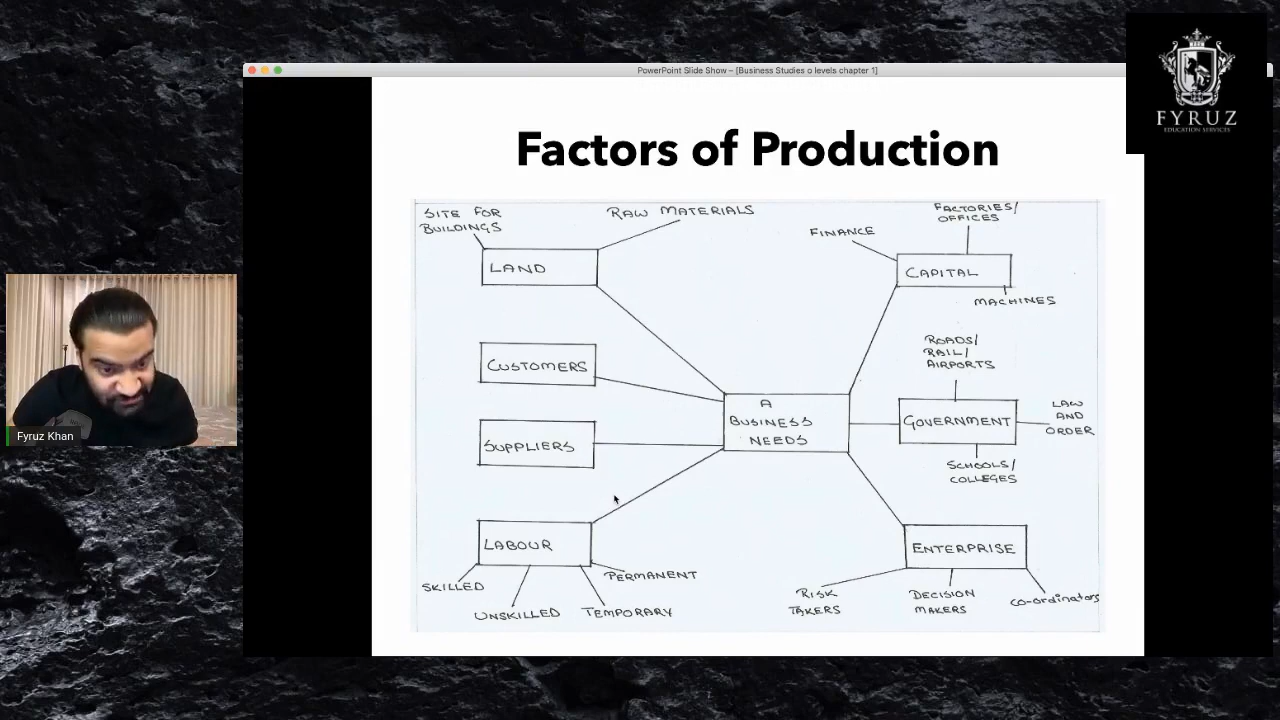 PowerPoint Slide Show – [Business Studies o levels chapter 1]
FYRUZ
EDUCATION SERVICES
Factors of Production
SITE FOR
BUILDINGS
RAW MATERIALS
LAND
FINANCE
FACTORIES/
OFFICES
CAPITAL
MACHINES
CUSTOMERS
SUPPLIERS
A
BUSINESS
NEEDS
ROADS/
RAIL/
AIRPORTS
GOVERNMENT
LAW
AND
ORDER
SCHOOLS/
COLLEGES
LABOUR
SKILLED
UNSKILLED
TEMPORARY
PERMANENT
ENTERPRISE
RISK
TAKERS
DECISION
MAKERS
co-ordinators
Fyruz Khan